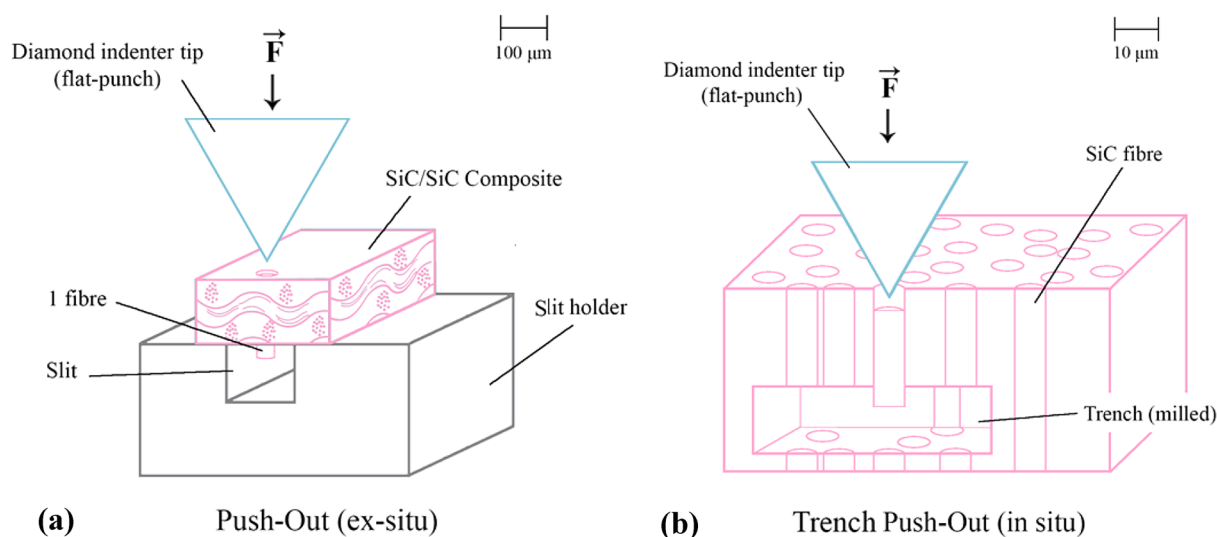 Diamond indenter tip
(flat-punch)
F
100 μm
SiC/SiC Composite
1 fibre
Slit
Slit holder
(a)
Push-Out (ex-situ)
Diamond indenter tip
(flat-punch)
F
10 μm
SiC fibre
Trench (milled)
(b)
Trench Push-Out (in situ)